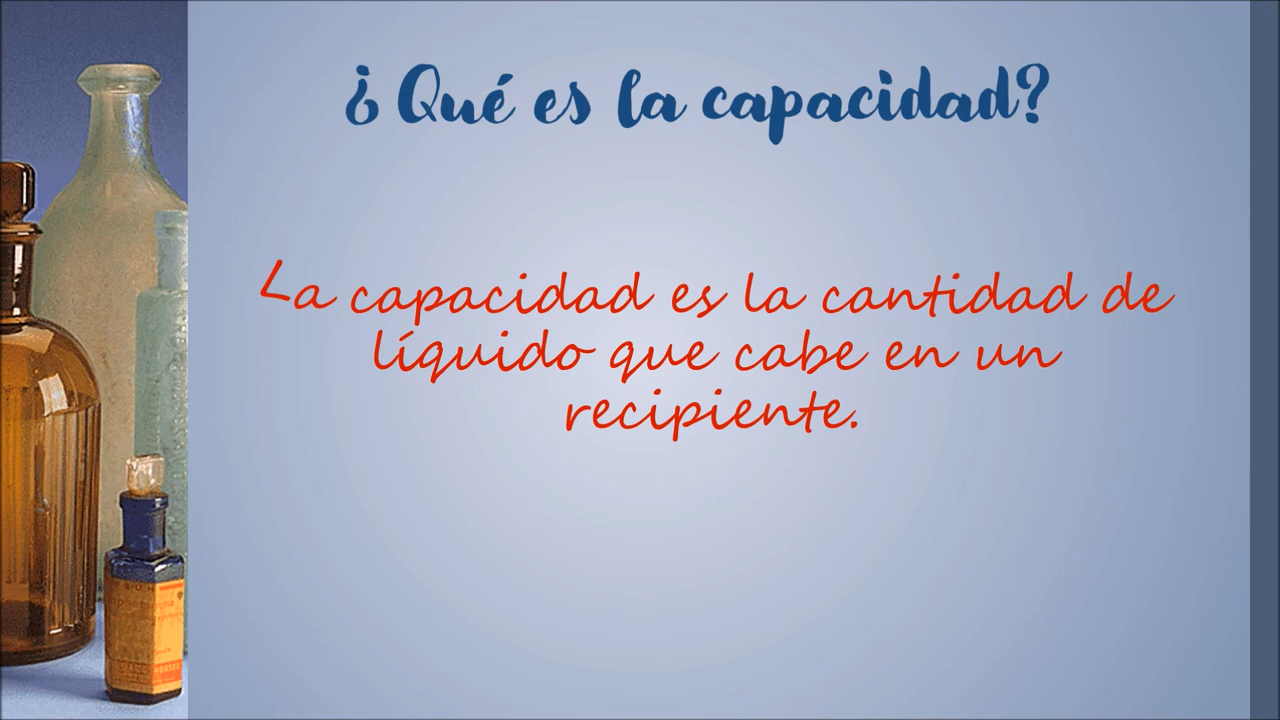 ¿Qué es la capacidad?
La capacidad es la cantidad de
líquido que cabe en un
recipiente.